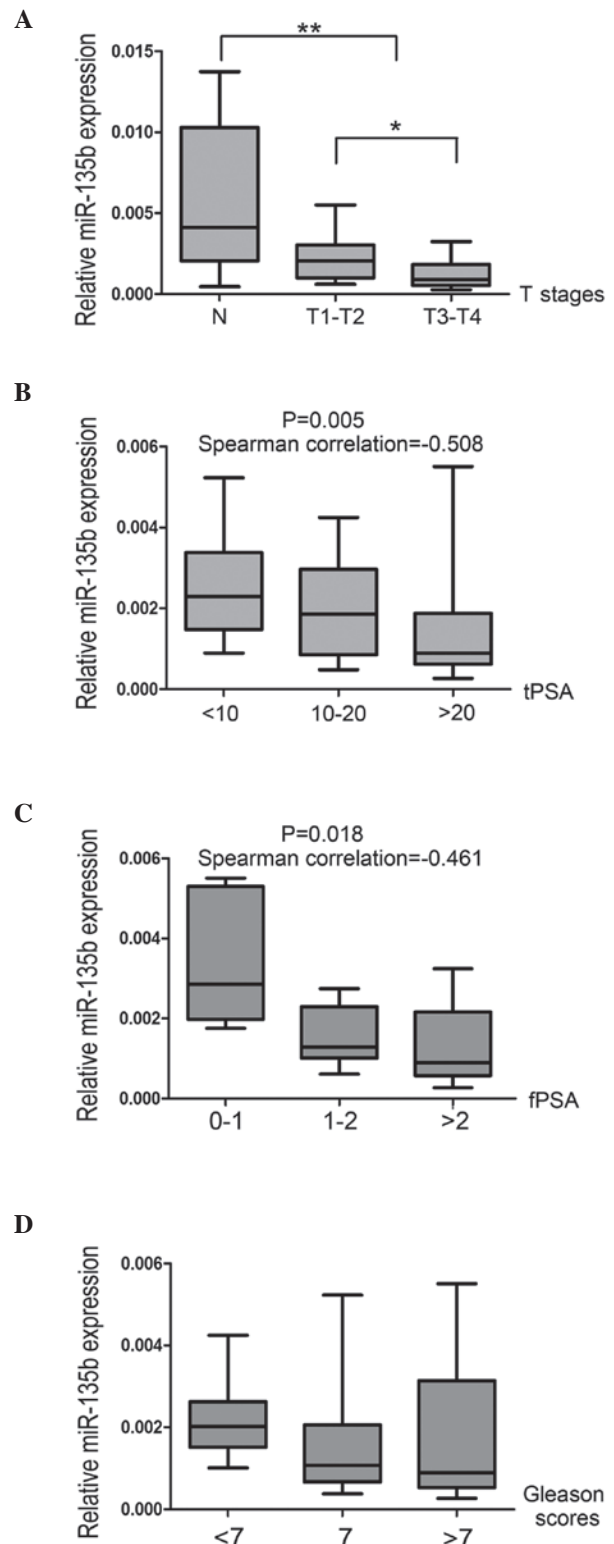 A
**
*
Relative miR-135b expression
0.015
0.010
0.005
0.000
N T1-T2 T3-T4
T stages
B
P=0.005
Spearman correlation=-0.508
Relative miR-135b expression
0.006
0.004
0.002
0.000
<10 10-20 >20
tPSA
C
P=0.018
Spearman correlation=-0.461
Relative miR-135b expression
0.006
0.004
0.002
0.000
0-1 1-2 >2
fPSA
D
Relative miR-135b expression
0.006
0.004
0.002
0.000
<7 7 >7
Gleason
scores